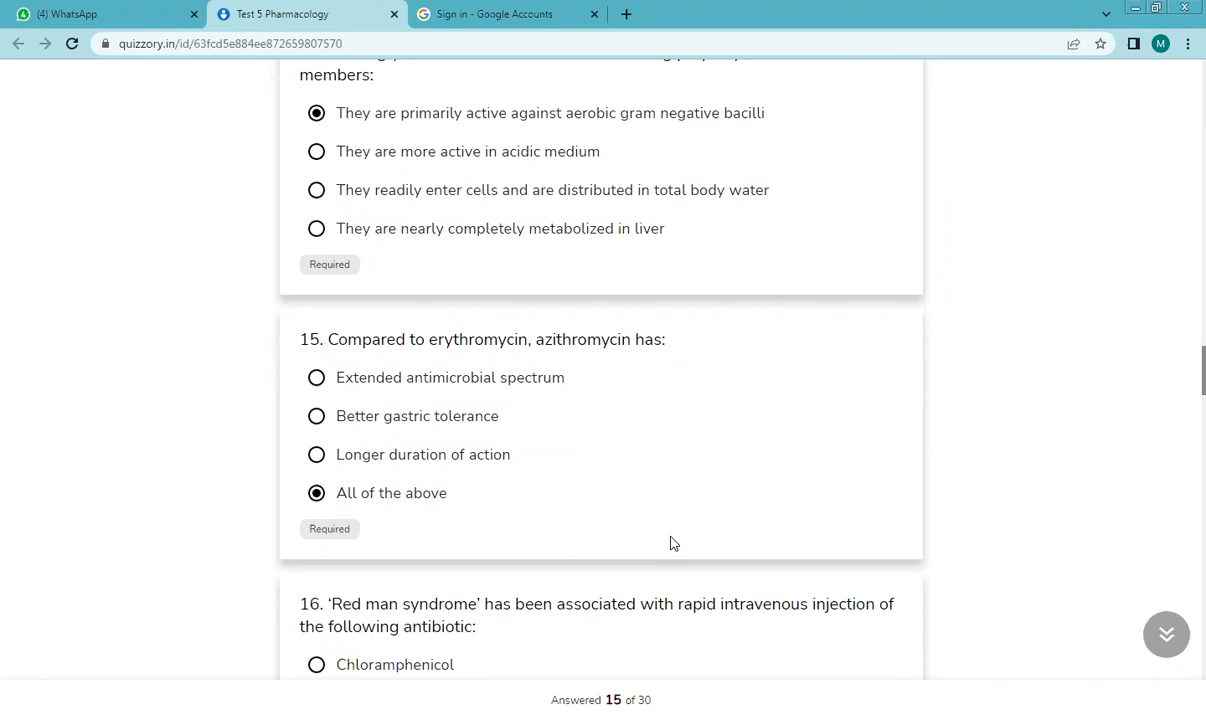 (4) WhatsApp
Test 5 Pharmacology
Sign in - Google Accounts
quizzory.in/id/63fcd5e884ee872659807570
M
members:
They are primarily active against aerobic gram negative bacilli
They are more active in acidic medium
They readily enter cells and are distributed in total body water
They are nearly completely metabolized in liver
Required
15. Compared to erythromycin, azithromycin has:
Extended antimicrobial spectrum
Better gastric tolerance
Longer duration of action
All of the above
Required
16. ‘Red man syndrome’ has been associated with rapid intravenous injection of
the following antibiotic:
Chloramphenicol
Answered 15 of 30